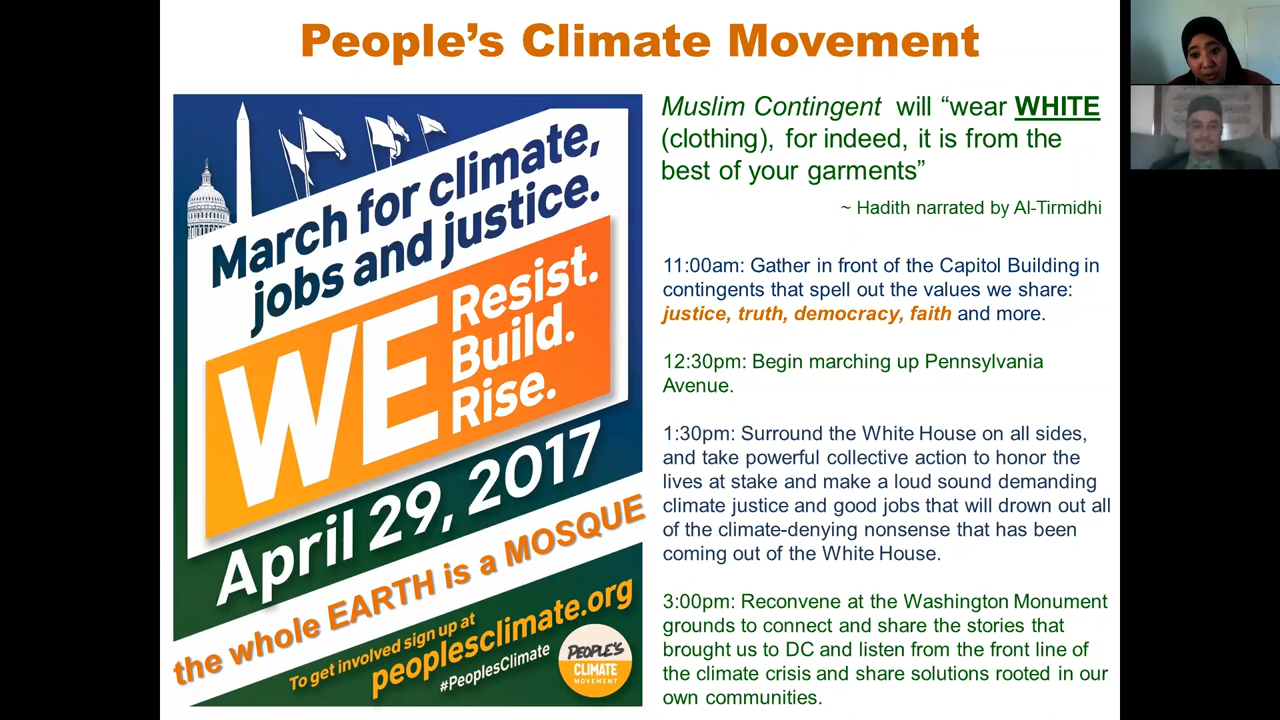 People's Climate Movement
March for climate,
jobs and justice.
WE
Resist.
Build.
Rise.
April 29, 2017
the whole EARTH is a MOSQUE
To get involved sign up at
peoplesclimate.org
#PeoplesClimate
PEOPLE'S
CLIMATE
MOVEMENT
Muslim Contingent will “wear WHITE
(clothing), for indeed, it is from the
best of your garments”
~ Hadith narrated by Al-Tirmidhi
11:00am: Gather in front of the Capitol Building in
contingents that spell out the values we share:
justice, truth, democracy, faith and more.
12:30pm: Begin marching up Pennsylvania
Avenue.
1:30pm: Surround the White House on all sides,
and take powerful collective action to honor the
lives at stake and make a loud sound demanding
climate justice and good jobs that will drown out all
of the climate-denying nonsense that has been
coming out of the White House.
3:00pm: Reconvene at the Washington Monument
grounds to connect and share the stories that
brought us to DC and listen from the front line of
the climate crisis and share solutions rooted in our
own communities.